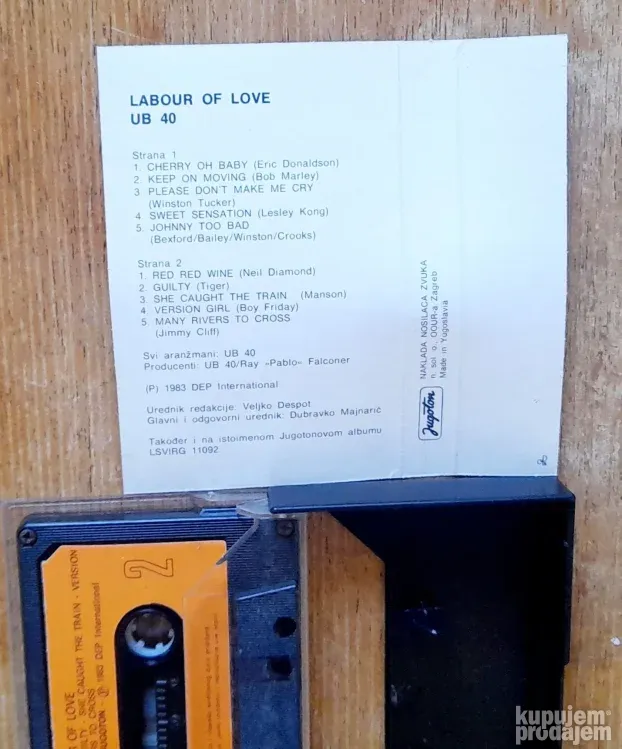 LABOUR OF LOVE
UB 40
Strana 1
1. CHERRY OH BABY (Eric Donaldson)
2. KEEP ON MOVING (Bob Marley)
3 PLEASE DON'T MAKE ME CRY
(Winston Tucker)
4. SWEET SENSATION (Lesley Kong)
5. JOHNNY TOO BAD
(Bexford/Bailey/Winston/Crooks)
Strana 2
1. RED RED WINE (Neil Diamond)
2. GUILTY (Tiger)
3. SHE CAUGHT THE TRAIN (Manson)
4. VERSION GIRL (Boy Friday)
5. MANY RIVERS TO CROSS
(Jimmy Cliff)
Svi aranžmani: UB 40
Producenti: UB 40/Ray »Pablo« Falconer
(P) 1983 DEP International
Urednik redakcije: Veljko Despot
Glavni i odgovorni urednik: Dubravko Majnarić
Također i na istoimenom Jugotonovom albumu
LSVIRG 11092
NAKLADA NOSILACA ZVUKA
n. sol. o., OOUR-a Zagreb
Made in Yugoslavia
Jugoton
2
OF LOVE
SHE CAUGHT THE TRAIN - VERSION
TO CROSS
JUGOTON - ℗ 1983 DEP International
kupujem
prodajem